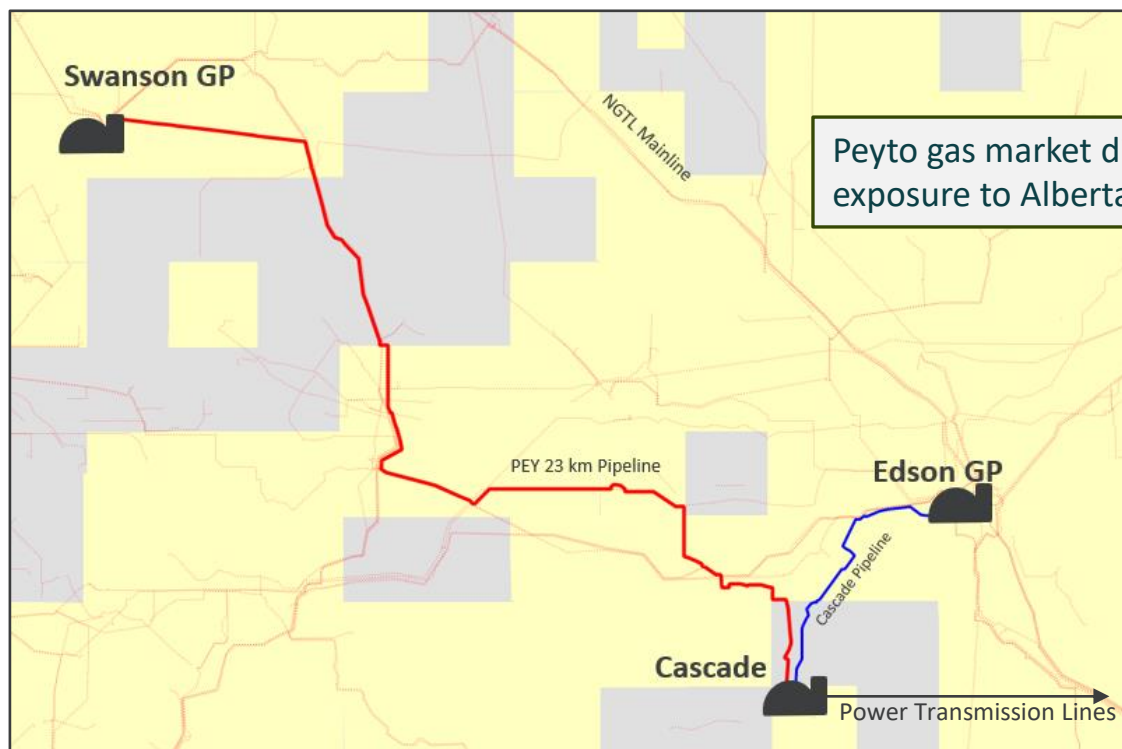 Swanson GP
NGTL Mainline
Peyto gas market d
exposure to Alberta
PEY 23 km Pipeline
Edson GP
Cascade Pipeline
Cascade
Power Transmission Lines